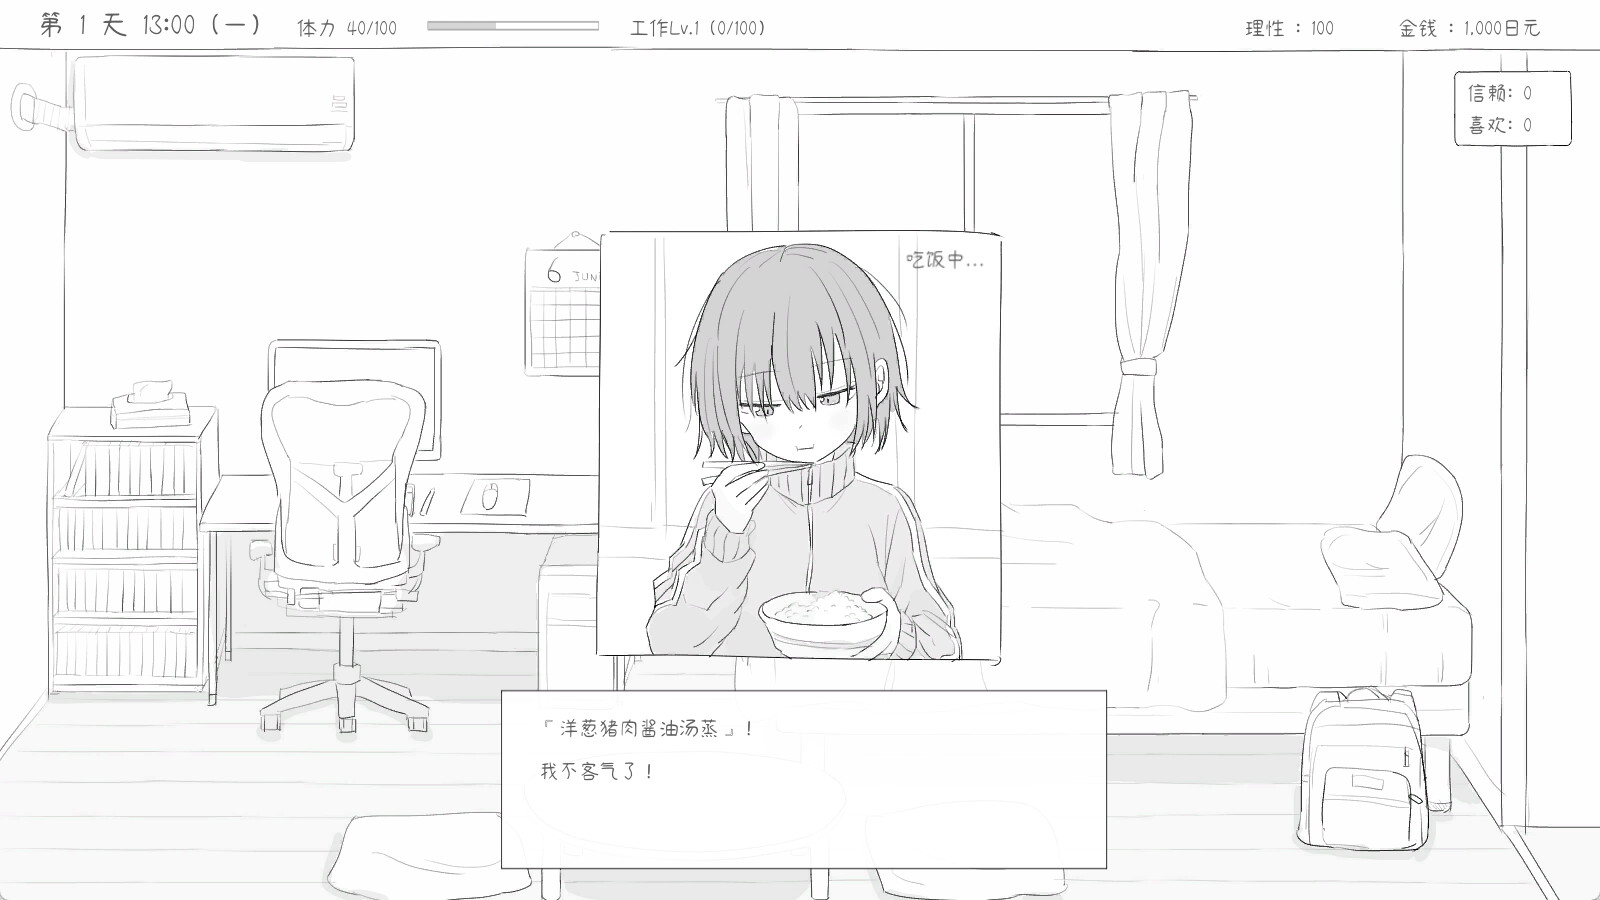 第 1 天 13:00 (一) 体力 40/100 工作Lv.1 (0/100) 理性 : 100 金钱 : 1,000日元
信赖: 0
喜欢: 0
6 JUN
吃饭中...
『洋葱猪肉酱油汤蒸』!
我不客气了!